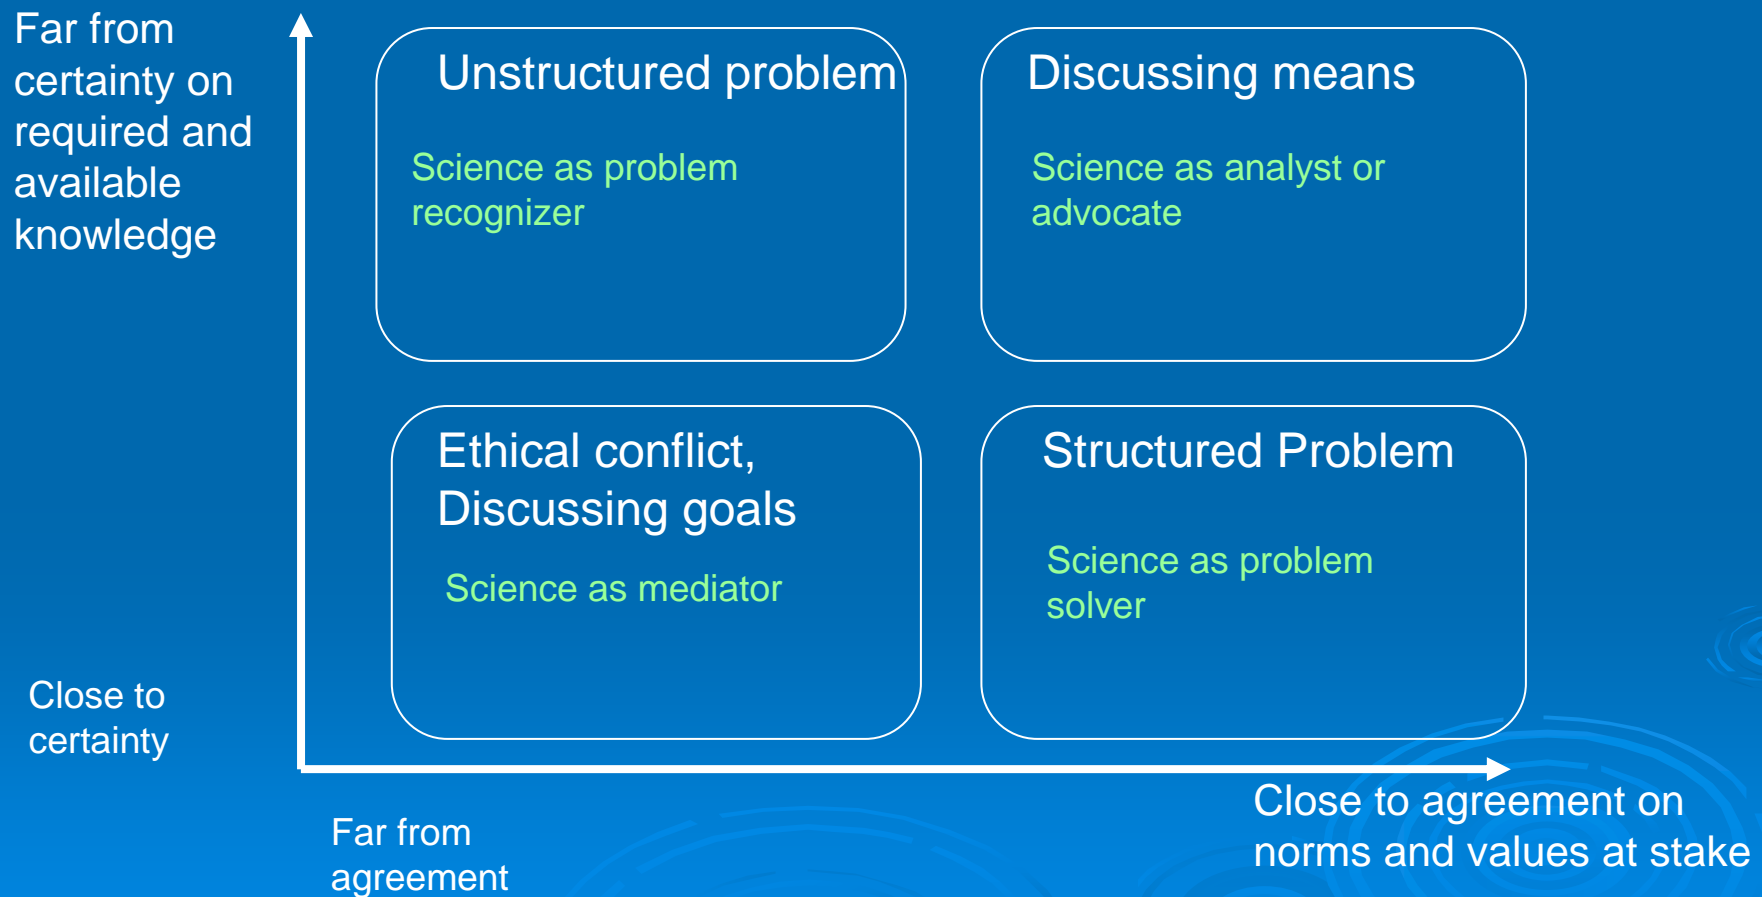 Far from
certainty on
required and
available
knowledge
Unstructured problem
Science as problem
recognizer
Discussing means
Science as analyst or
advocate
Ethical conflict,
Discussing goals
Science as mediator
Structured Problem
Science as problem
solver
Close to
certainty
Far from
agreement
Close to agreement on
norms and values at stake